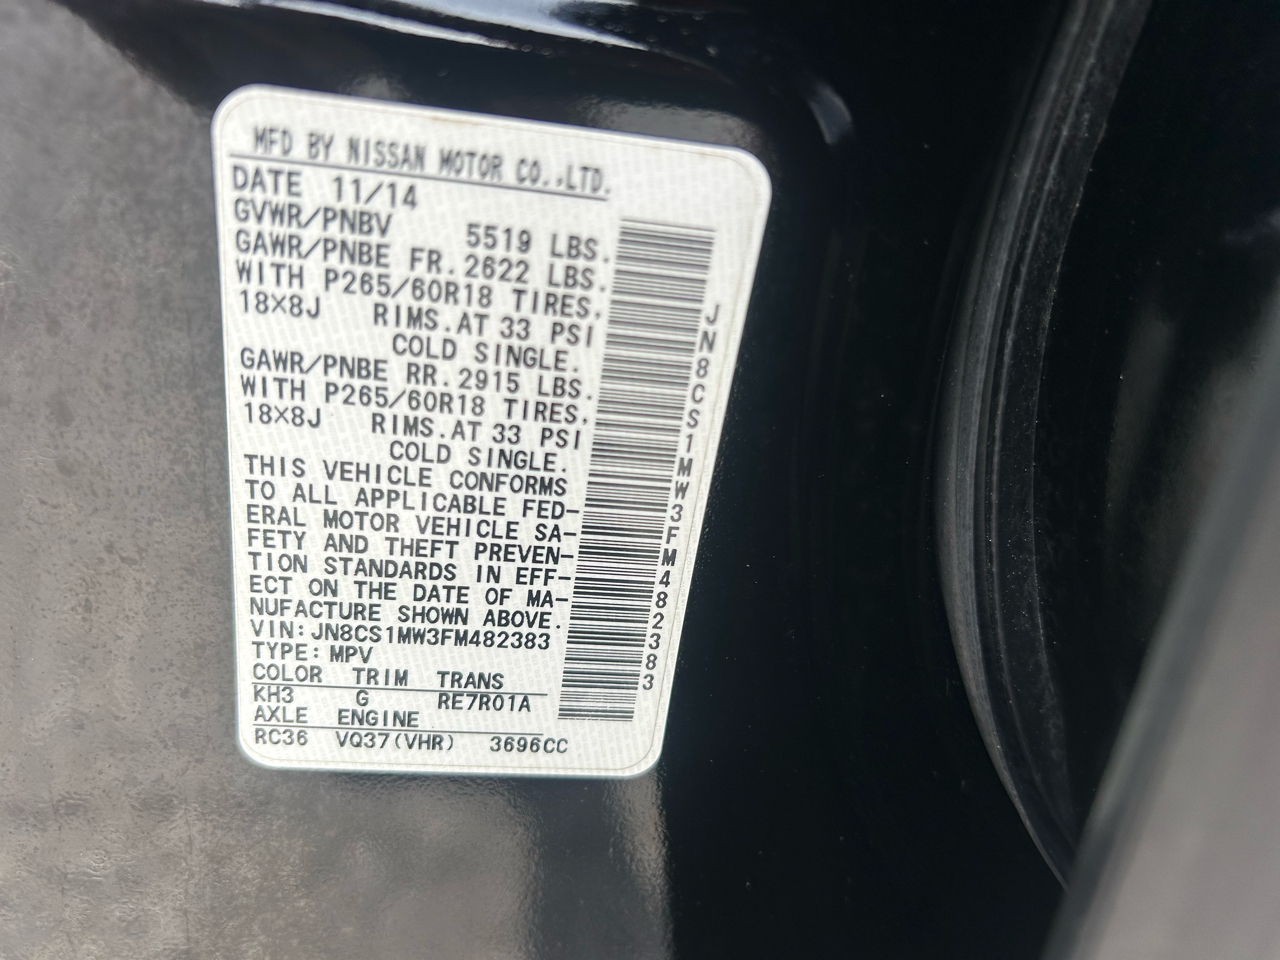 MFD BY NISSAN MOTOR CO.,LTD.
DATE 11/14
GVWR/PNBV 5519 LBS.
GAWR/PNBE FR.2622 LBS.
WITH P265/60R18 TIRES,
18X8J RIMS.AT 33 PSI
COLD SINGLE.
GAWR/PNBE RR.2915 LBS.
WITH P265/60R18 TIRES,
18X8J RIMS.AT 33 PSI
COLD SINGLE.
THIS VEHICLE CONFORMS
TO ALL APPLICABLE FED-
ERAL MOTOR VEHICLE SA-
FETY AND THEFT PREVEN-
TION STANDARDS IN EFF-
ECT ON THE DATE OF MA-
NUFACTURE SHOWN ABOVE.
VIN:JN8CS1MW3FM482383
TYPE:MPV
COLOR TRIM TRANS
KH3 G RE7R01A
AXLE ENGINE
RC36 VQ37(VHR) 3696CC
JN8CS1MW3FM482383